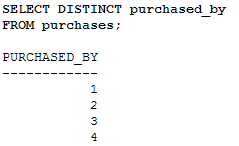 SELECT DISTINCT purchased_by
FROM purchases;
PURCHASED_BY
------------
1
2
3
4